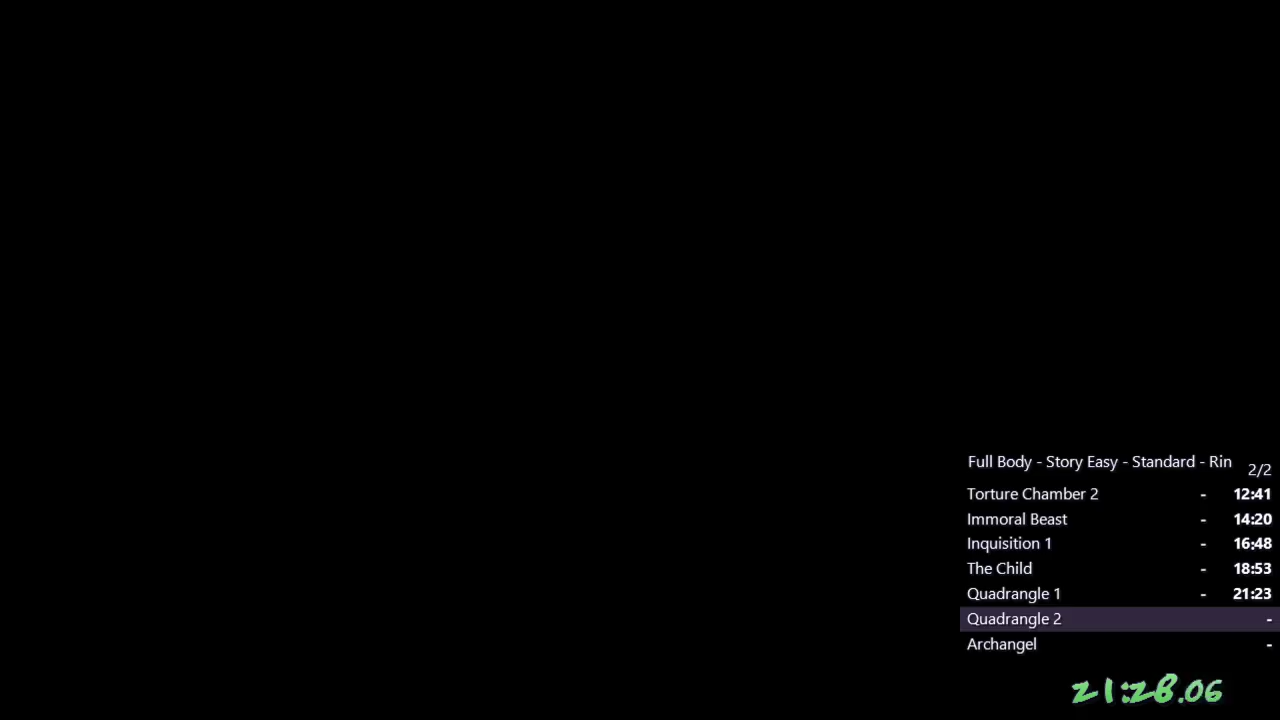 Full Body - Story Easy - Standard - Rin
2/2
Torture Chamber 2 - 12:41
Immoral Beast - 14:20
Inquisition 1 - 16:48
The Child - 18:53
Quadrangle 1 - 21:23
Quadrangle 2 -
Archangel -
21:28.06